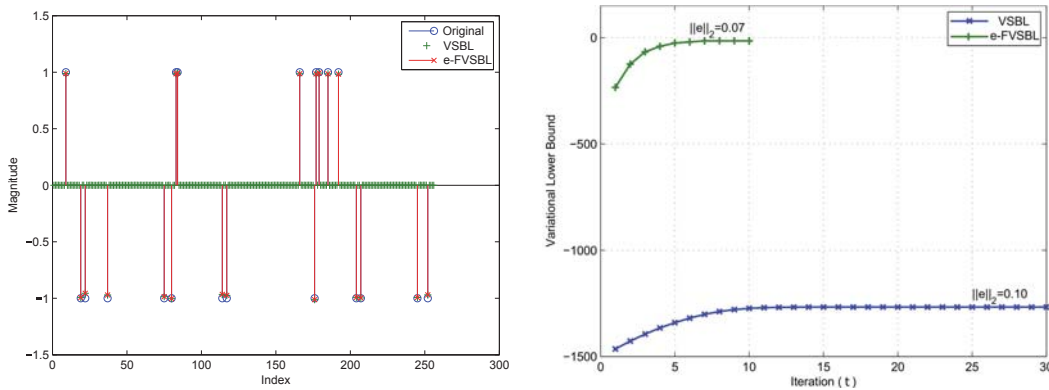 1.5
1
0.5
0
−0.5
−1
−1.5
0
50
100
150
200
250
300
Magnitude
Index
Original
VSBL
e-FVSBL
0
−500
−1000
−1500
0
5
10
15
20
25
30
Variational Lower Bound
Iteration (t)
||e||2=0.07
||e||2=0.10
VSBL
e-FVSBL